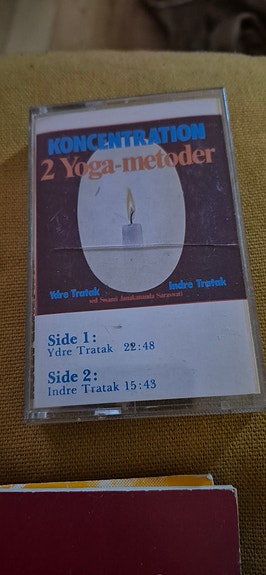 KONCENTRATION
2 Yoga-metoder
Ydre Tratak
Indre Tratak
ved Swami Janakananda Saraswati
Side 1:
Ydre Tratak 22:48
Side 2:
Indre Tratak 15:43